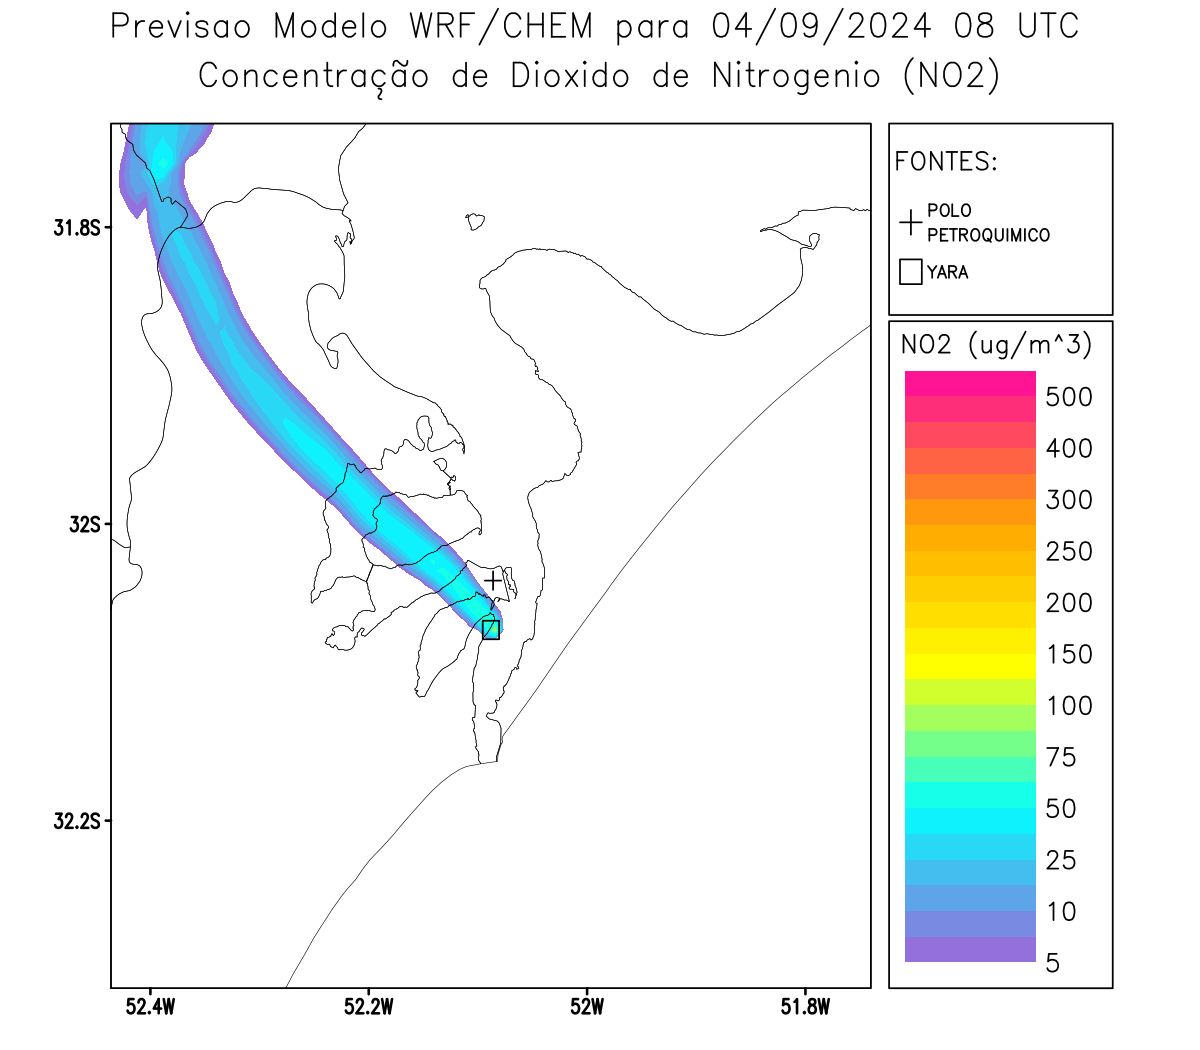 Previsao Modelo WRF/CHEM para 04/09/2024 08 UTC
Concentração de Dioxido de Nitrogenio (NO2)
FONTES:
POLO
PETROQUIMICO
YARA
NO2 (ug/m^3)
500
400
300
250
200
150
100
75
50
25
10
5
31.8S
32S
32.2S
52.4W
52.2W
52W
51.8W